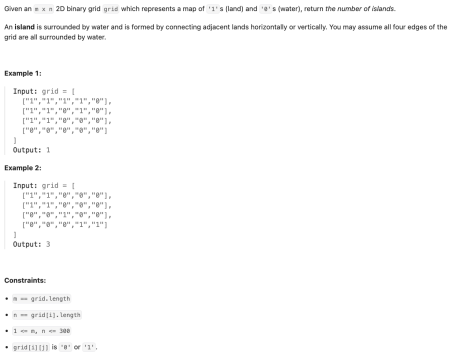 Given an m x n 2D binary grid grid which represents a map of '1's (land) and '0's (water), return the number of islands.
An island is surrounded by water and is formed by connecting adjacent lands horizontally or vertically. You may assume all four edges of the
grid are all surrounded by water.
Example 1:
Input: grid = [
["1","1","1","1","0"],
["1","1","0","1","0"],
["1","1","0","0","0"],
["0","0","0","0","0"]
]
Output: 1
Example 2:
Input: grid = [
["1","1","0","0","0"],
["1","1","0","0","0"],
["0","0","1","0","0"],
["0","0","0","1","1"]
]
Output: 3
Constraints:
• m == grid.length
• n == grid[i].length
• 1 <= m, n <= 300
• grid[i][j] is '0' or '1'.